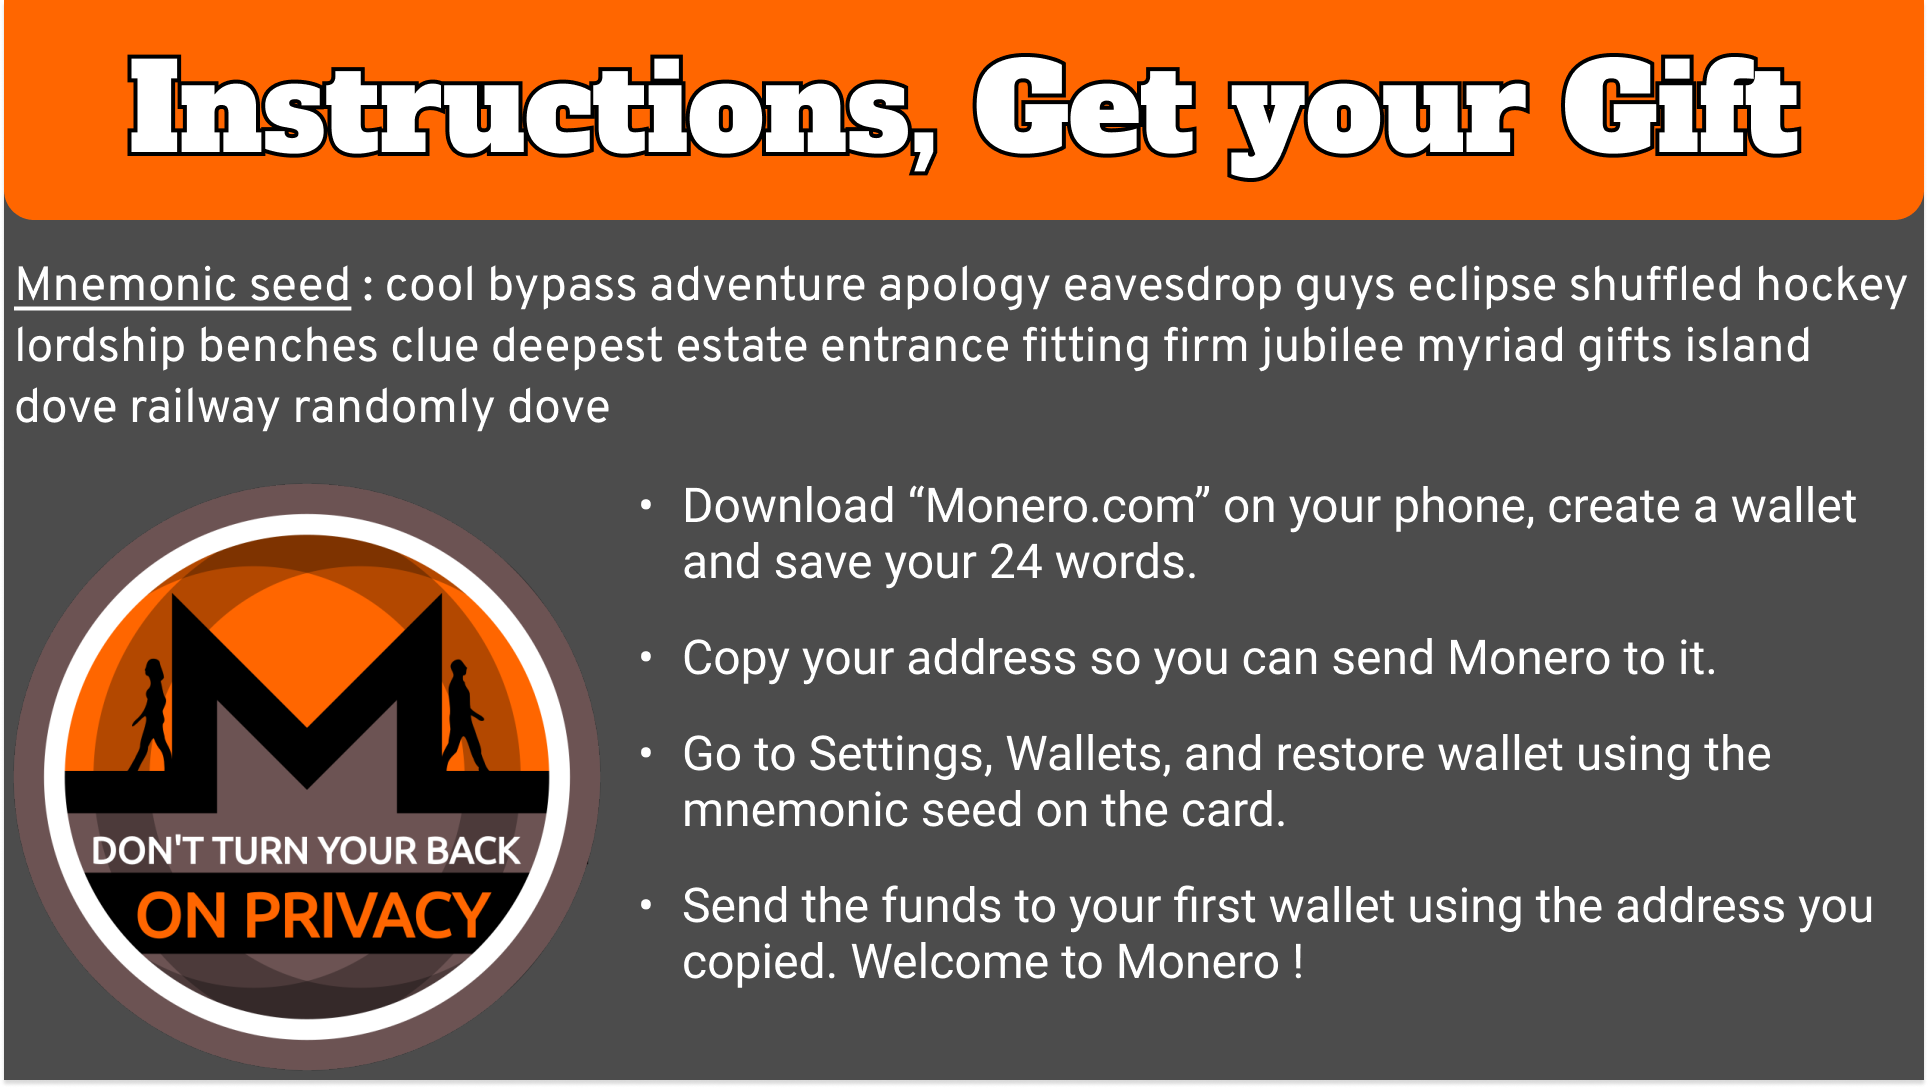 Instructions, Get your Gift
Mnemonic seed : cool bypass adventure apology eavesdrop guys eclipse shuffled hockey
lordship benches clue deepest estate entrance fitting firm jubilee myriad gifts island
dove railway randomly dove
• Download “Monero.com” on your phone, create a wallet
and save your 24 words.
• Copy your address so you can send Monero to it.
• Go to Settings, Wallets, and restore wallet using the
mnemonic seed on the card.
• Send the funds to your first wallet using the address you
copied. Welcome to Monero !
DON'T TURN YOUR BACK
ON PRIVACY